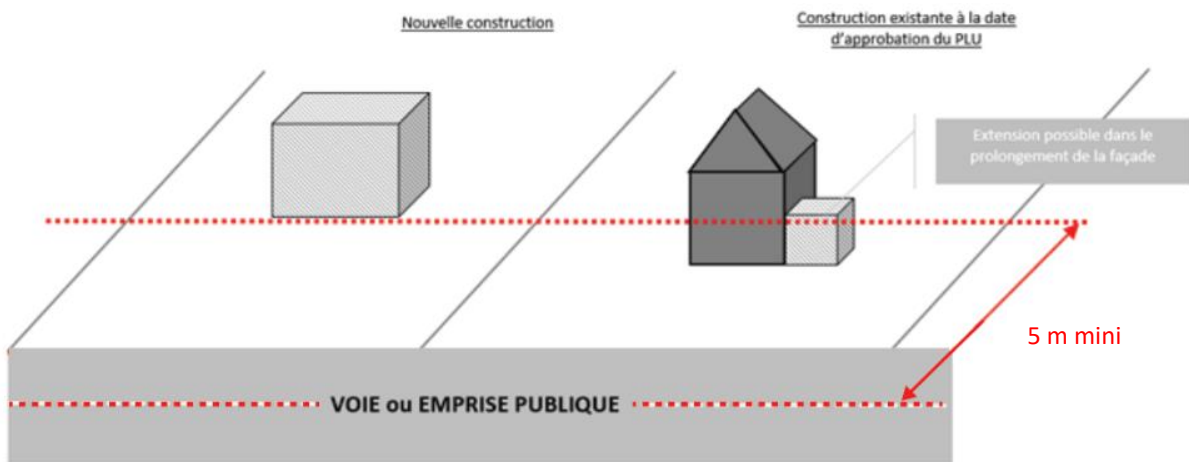 Nouvelle construction
Construction existante à la date
d'approbation du PLU
Extension possible dans le
prolongement de la façade
5 m mini
VOIE ou EMPRISE PUBLIQUE